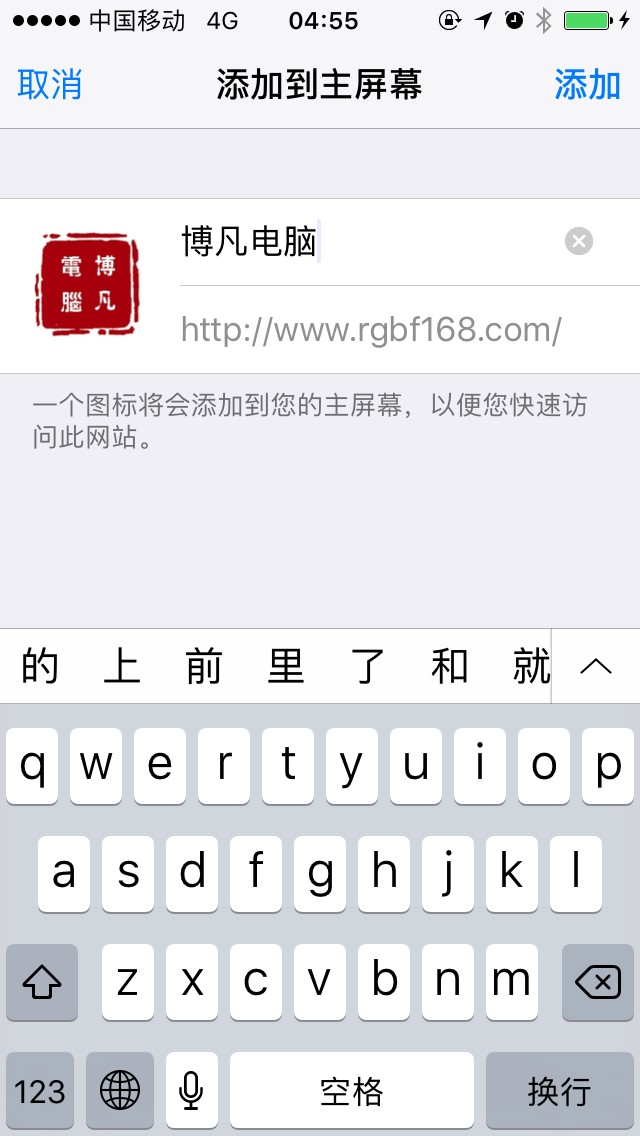 中国移动 4G 04:55
取消 添加到主屏幕 添加
博凡電腦
博凡电脑
http://www.rgbf168.com/
一个图标将会添加到您的主屏幕，以便您快速访
问此网站。
的 上 前 里 了 和 就
q w e r t y u i o p
a s d f g h j k l
z x c v b n m
123 空格 换行